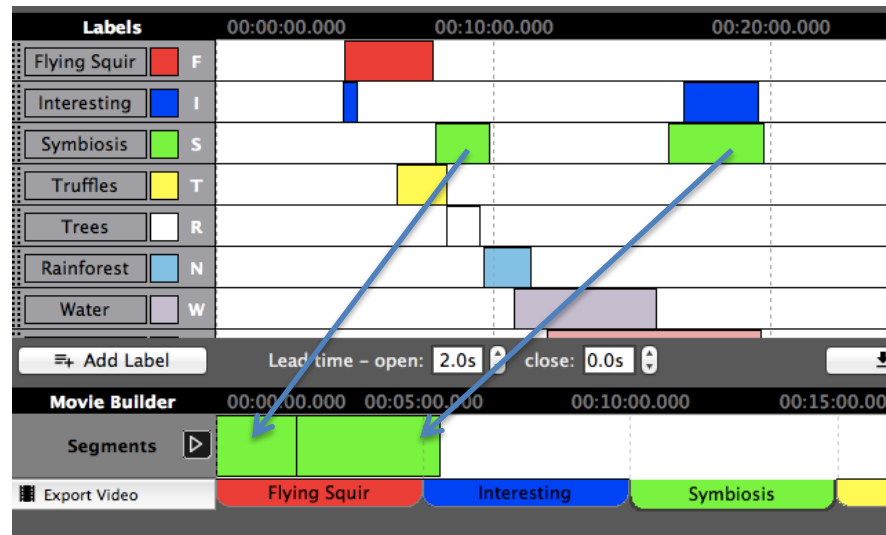 Labels 00:00:00.000 00:10:00.000 00:20:00.000
Flying Squir F
Interesting I
Symbiosis S
Truffles T
Trees R
Rainforest N
Water W
Add Label Lead time – open: 2.0s close: 0.0s
Movie Builder 00:00:00.000 00:05:00.000 00:10:00.000 00:15:00.00
Segments
Export Video Flying Squir Interesting Symbiosis